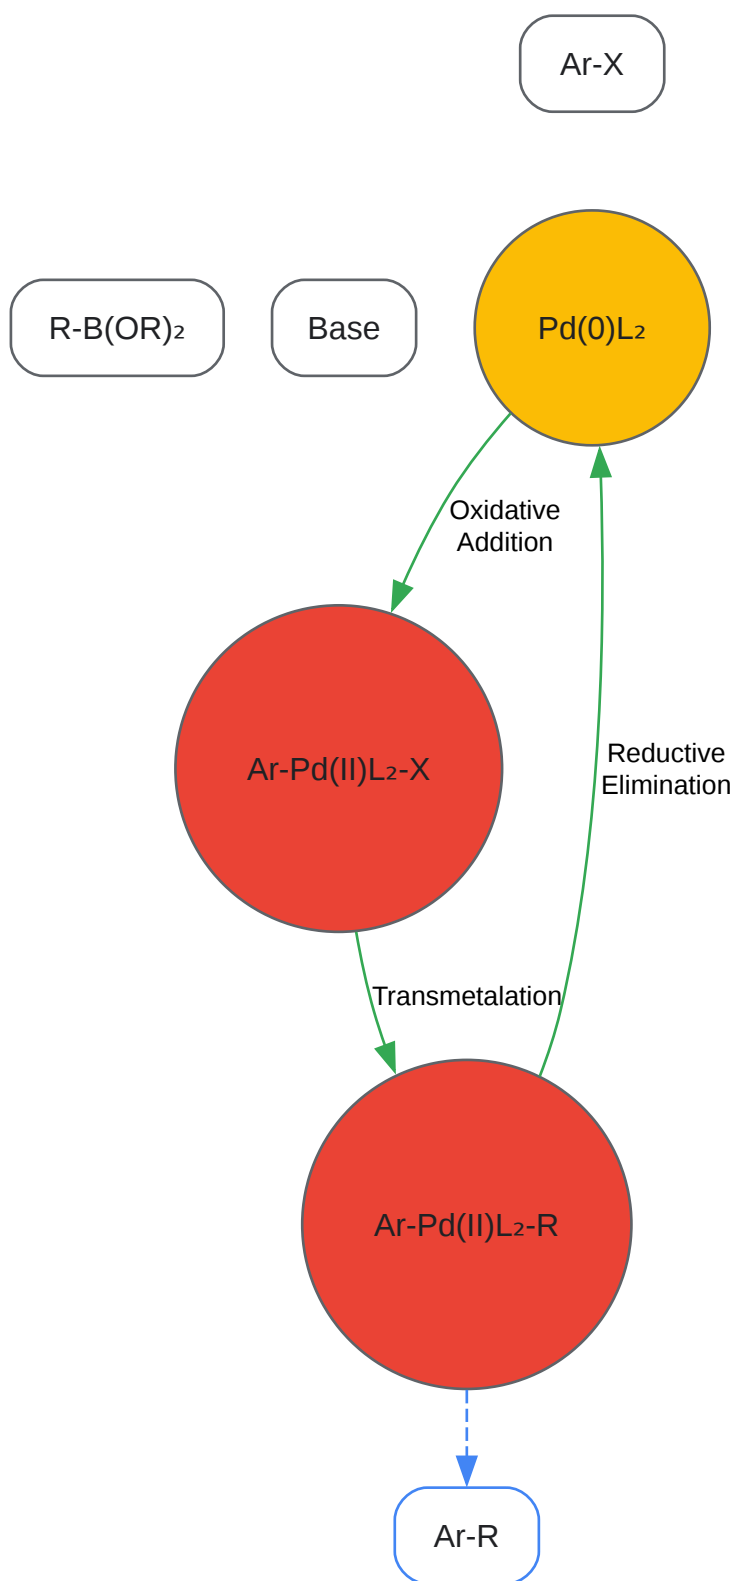 Ar-X
R-B(OR)₂
Base
Pd(0)L₂
Oxidative
Addition
Reductive
Elimination
Ar-Pd(II)L₂-X
Transmetalation
Ar-Pd(II)L₂-R
Ar-R